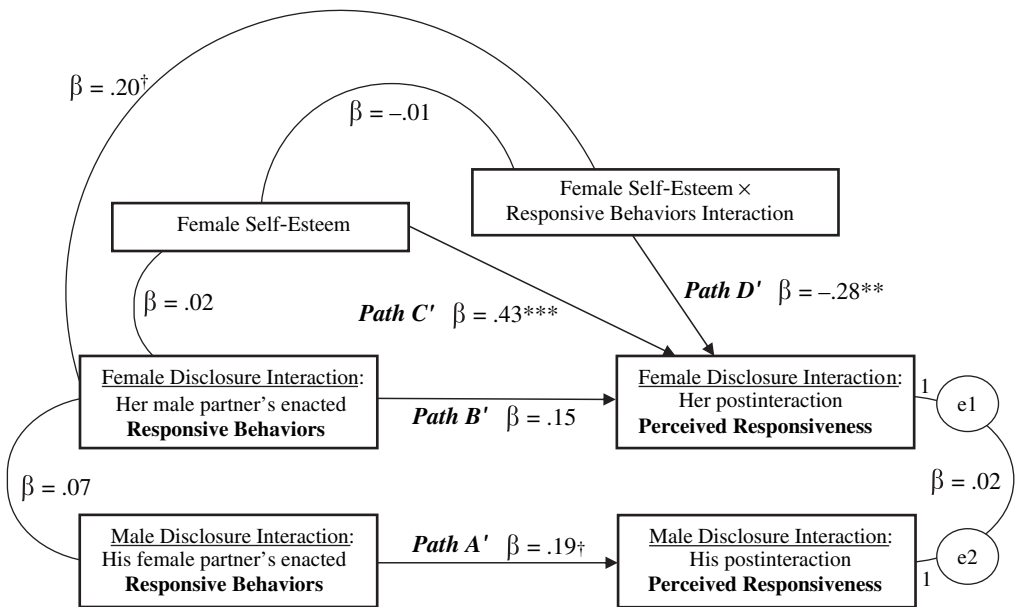 β = .20†
β = –.01
Female Self-Esteem ×
Responsive Behaviors Interaction
Female Self-Esteem
β = .02
Path C' β = .43***
Path D' β = –.28**
Female Disclosure Interaction:
Her male partner’s enacted
Responsive Behaviors
Path B' β = .15
Female Disclosure Interaction:
Her postinteraction
Perceived Responsiveness
1
e1
β = .07
β = .02
Male Disclosure Interaction:
His female partner’s enacted
Responsive Behaviors
Path A' β = .19†
Male Disclosure Interaction:
His postinteraction
Perceived Responsiveness
1
e2